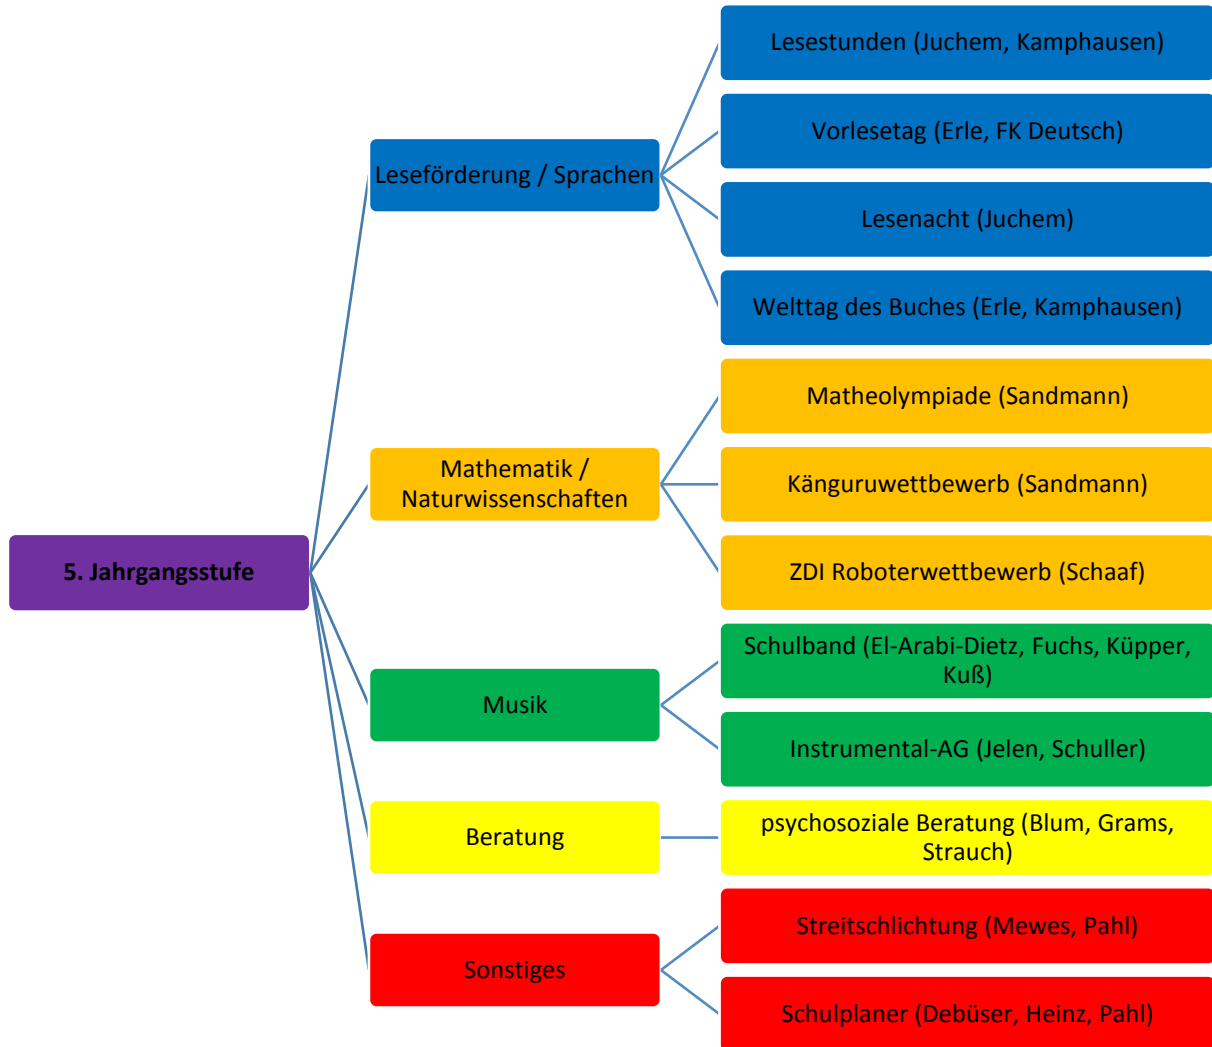 5. Jahrgangsstufe
Leseförderung / Sprachen
Lesestunden (Juchem, Kamphausen)
Vorlesetag (Erle, FK Deutsch)
Lesenacht (Juchem)
Welttag des Buches (Erle, Kamphausen)
Mathematik /
Naturwissenschaften
Matheolympiade (Sandmann)
Känguruwettbewerb (Sandmann)
ZDI Roboterwettbewerb (Schaaf)
Musik
Schulband (El-Arabi-Dietz, Fuchs, Küpper,
Kuß)
Instrumental-AG (Jelen, Schuller)
Beratung
psychosoziale Beratung (Blum, Grams,
Strauch)
Sonstiges
Streitschlichtung (Mewes, Pahl)
Schulplaner (Debüser, Heinz, Pahl)